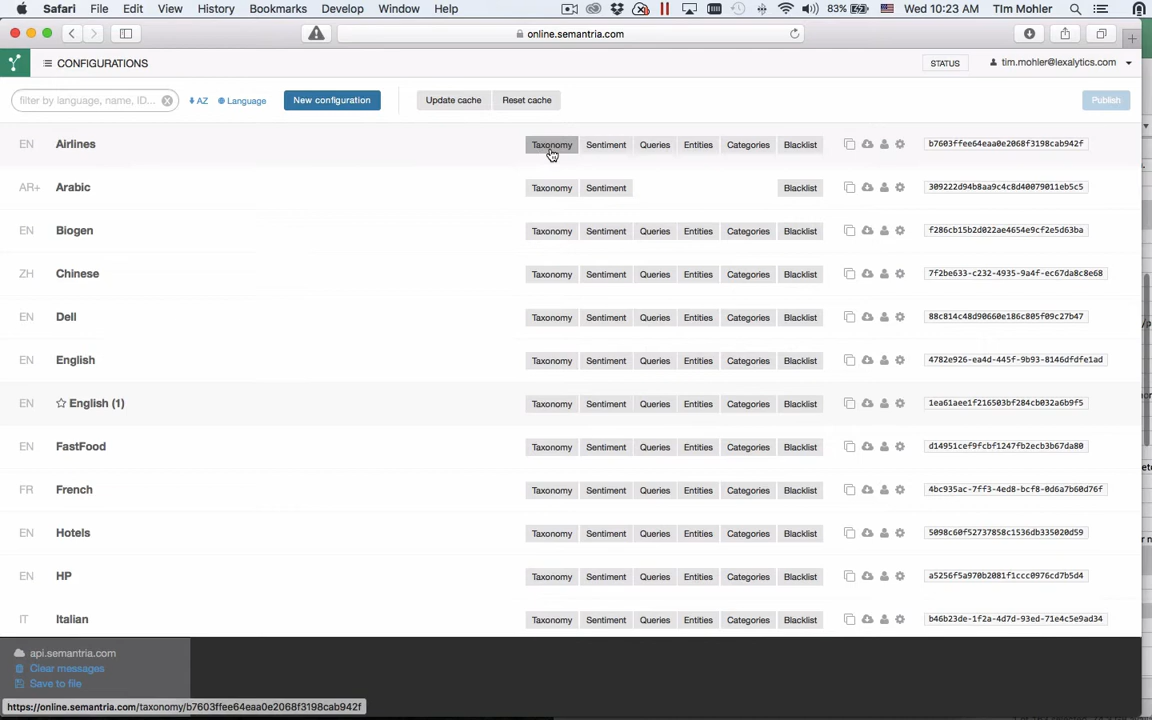 Safari File Edit View History Bookmarks Develop Window Help 83% Wed 10:23 AM Tim Mohler
online.semantria.com
CONFIGURATIONS STATUS tim.mohler@lexalytics.com
filter by language, name, ID... AZ Language New configuration Update cache Reset cache Publish
EN Airlines Taxonomy Sentiment Queries Entities Categories Blacklist b7603ffee64eaa0e2068f3198cab942f
AR+ Arabic Taxonomy Sentiment Blacklist 309222d94b8aa9c4c8d40079011eb5c5
EN Biogen Taxonomy Sentiment Queries Entities Categories Blacklist f286cb15b2d022ae4654e9cf2e5d63ba
ZH Chinese Taxonomy Sentiment Queries Entities Categories Blacklist 7f2be633-c232-4935-9a4f-ec67da8c8e68
EN Dell Taxonomy Sentiment Queries Entities Categories Blacklist 88c814c48d90660e186c805f09c27b47
EN English Taxonomy Sentiment Queries Entities Categories Blacklist 4782e926-ea4d-445f-9b93-8146dfdfe1ad
EN English (1) Taxonomy Sentiment Queries Entities Categories Blacklist 1ea61aee1f216503bf284cb032a6b9f5
EN FastFood Taxonomy Sentiment Queries Entities Categories Blacklist d14951cef9fcbf1247fb2ecb3b67da80
FR French Taxonomy Sentiment Queries Entities Categories Blacklist 4bc935ac-7ff3-4ed8-bcf8-0d6a7b60d76f
EN Hotels Taxonomy Sentiment Queries Entities Categories Blacklist 5098c60f52737858c1536db335020d59
EN HP Taxonomy Sentiment Queries Entities Categories Blacklist a5256f5a970b2081f1ccc0976cd7b5d4
IT Italian Taxonomy Sentiment Queries Entities Categories Blacklist b46b23de-1f2a-4d7d-93ed-71e4c5e9ad34
api.semantria.com
Clear messages
Save to file
https://online.semantria.com/taxonomy/b7603ffee64eaa0e2068f3198cab942f